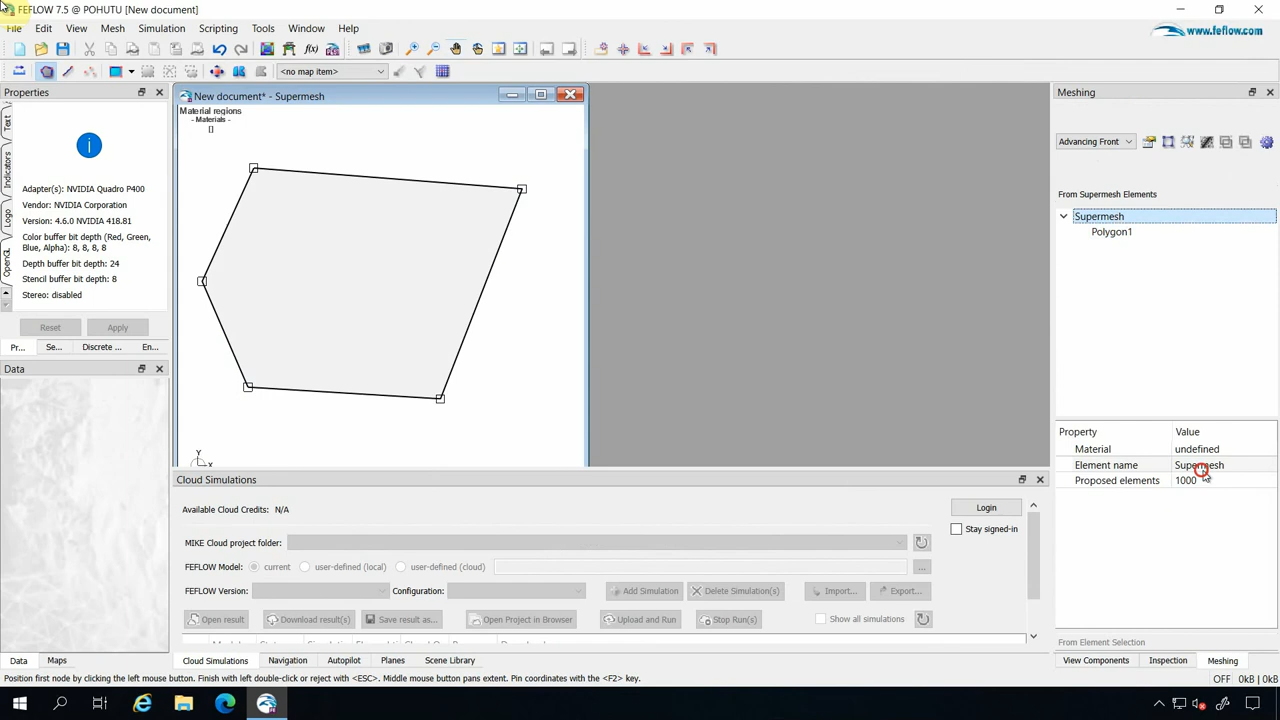 FEFLOW 7.5 @ POHUTU [New document]
File Edit View Mesh Simulation Scripting Tools Window Help
www.feflow.com
f(x)
<no map item>
Properties
Text
Indicators
Logo
OpenGL
i
Adapter(s): NVIDIA Quadro P400
Vendor: NVIDIA Corporation
Version: 4.6.0 NVIDIA 418.81
Color buffer bit depth (Red, Green,
Blue, Alpha): 8, 8, 8, 8
Depth buffer bit depth: 24
Stencil buffer bit depth: 8
Stereo: disabled
Reset Apply
Pr... Se... Discrete ... En...
Data
Data Maps
New document* - Supermesh
Material regions
- Materials -
[]
Y
X
Cloud Simulations
Available Cloud Credits: N/A
Login
Stay signed-in
MIKE Cloud project folder:
FEFLOW Model: current user-defined (local) user-defined (cloud) ...
FEFLOW Version: Configuration: Add Simulation Delete Simulation(s) Import... Export...
Open result Download result(s) Save result as... Open Project in Browser Upload and Run Stop Run(s) Show all simulations
Cloud Simulations Navigation Autopilot Planes Scene Library
Meshing
Advancing Front
From Supermesh Elements
Supermesh
Polygon1
Property Value
Material undefined
Element name Supermesh
Proposed elements 1000
From Element Selection
View Components Inspection Meshing
Position first node by clicking the left mouse button. Finish with left double-click or reject with <ESC>. Middle mouse button pans extent. Pin coordinates with the <F2> key.
OFF 0kB | 0kB